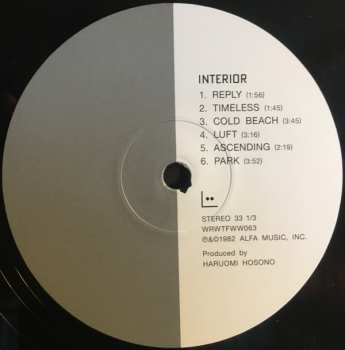 INTERIOR
1. REPLY (1:56)
2. TIMELESS (1:45)
3. COLD BEACH (3:45)
4. LUFT (3:16)
5. ASCENDING (2:19)
6. PARK (3:52)
STEREO 33 1/3
WRWTFWW063
℗&©1982 ALFA MUSIC, INC.
Produced by
HARUOMI HOSONO